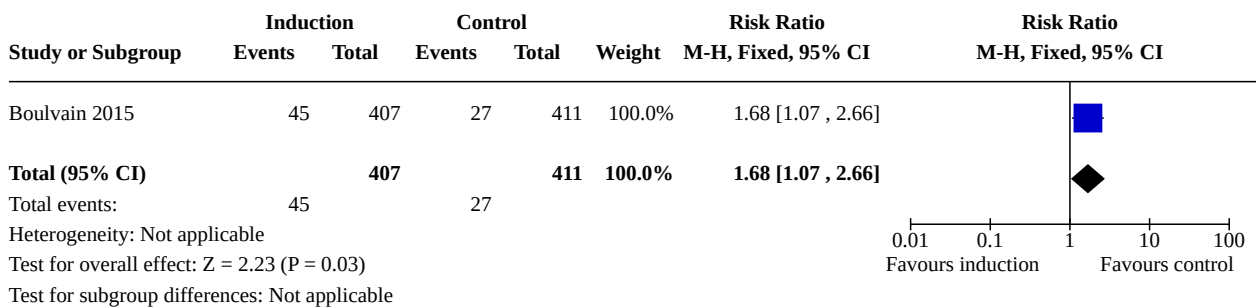 Induction Control Risk Ratio Risk Ratio
Study or Subgroup Events Total Events Total Weight M-H, Fixed, 95% CI M-H, Fixed, 95% CI
Boulvain 2015 45 407 27 411 100.0% 1.68 [1.07 , 2.66]
Total (95% CI) 407 411 100.0% 1.68 [1.07 , 2.66]
Total events: 45 27
Heterogeneity: Not applicable 0.01 0.1 1 10 100
Test for overall effect: Z = 2.23 (P = 0.03) Favours induction Favours control
Test for subgroup differences: Not applicable